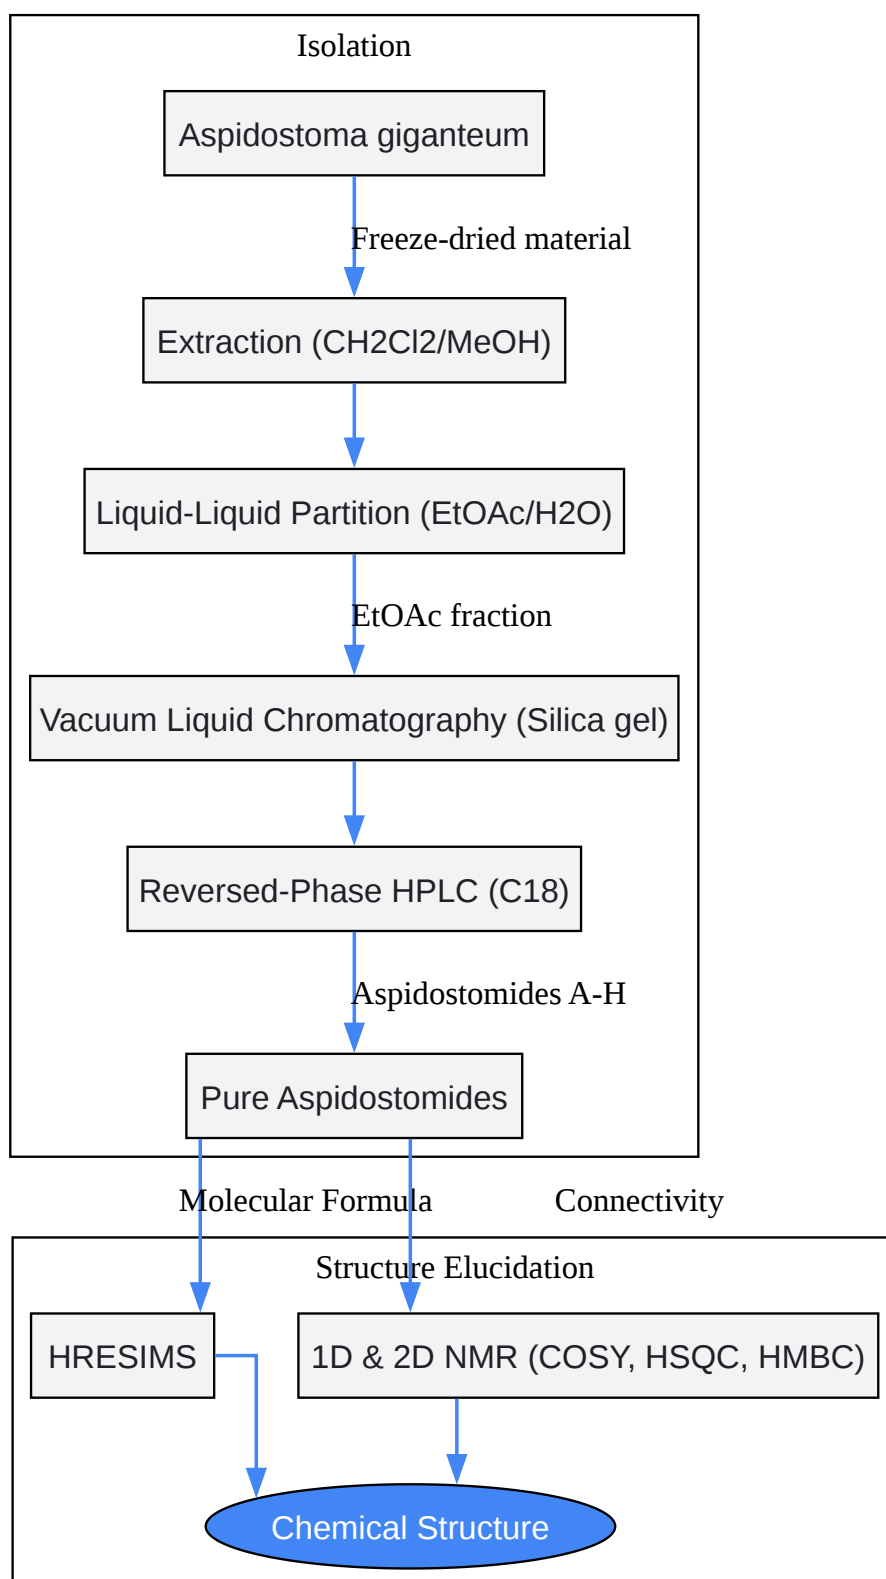 Isolation
Aspidostoma giganteum
Freeze-dried material
Extraction (CH2Cl2/MeOH)
Liquid-Liquid Partition (EtOAc/H2O)
EtOAc fraction
Vacuum Liquid Chromatography (Silica gel)
Reversed-Phase HPLC (C18)
Aspidostomides A-H
Pure Aspidostomides
Molecular Formula
Connectivity
Structure Elucidation
HRESIMS
1D & 2D NMR (COSY, HSQC, HMBC)
Chemical Structure